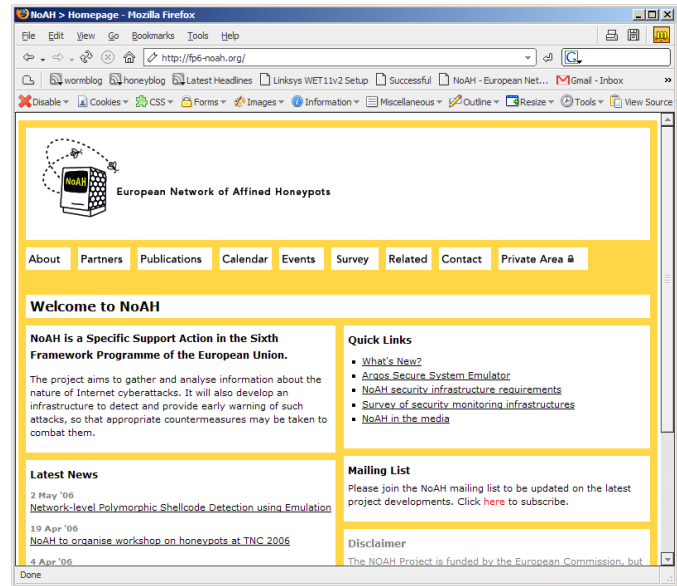 NoAH > Homepage - Mozilla Firefox
File Edit View Go Bookmarks Tools Help
http://fp6-noah.org/
G
wormblog honeyblog Latest Headlines Linksys WET11v2 Setup Successful NoAH - European Net... Gmail - Inbox »
Disable Cookies CSS Forms Images Information Miscellaneous Outline Resize Tools View Source
NoAH
European Network of Affined Honeypots
About Partners Publications Calendar Events Survey Related Contact Private Area
Welcome to NoAH
NoAH is a Specific Support Action in the Sixth
Framework Programme of the European Union.
The project aims to gather and analyse information about the
nature of Internet cyberattacks. It will also develop an
infrastructure to detect and provide early warning of such
attacks, so that appropriate countermeasures may be taken to
combat them.
Quick Links
What's New?
Argos Secure System Emulator
NoAH security infrastructure requirements
Survey of security monitoring infrastructures
NoAH in the media
Latest News
2 May '06
Network-level Polymorphic Shellcode Detection using Emulation
19 Apr '06
NoAH to organise workshop on honeypots at TNC 2006
4 Apr '06
Mailing List
Please join the NoAH mailing list to be updated on the latest
project developments. Click here to subscribe.
Disclaimer
The NOAH Project is funded by the European Commission, but
Done